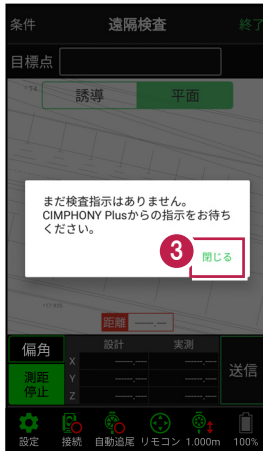 条件 遠隔検査 終了
目標点
誘導 平面
まだ検査指示はありません。
CIMPHONY Plusからの指示をお待ち
ください。
3 閉じる
距離 ----.---
偏角 設計 実測
X ----.--- ----.---
測距 Y ----.--- ----.--- 送信
停止 Z ----.--- ----.---
設定 接続 自動追尾 リモコン 1.000m 100%